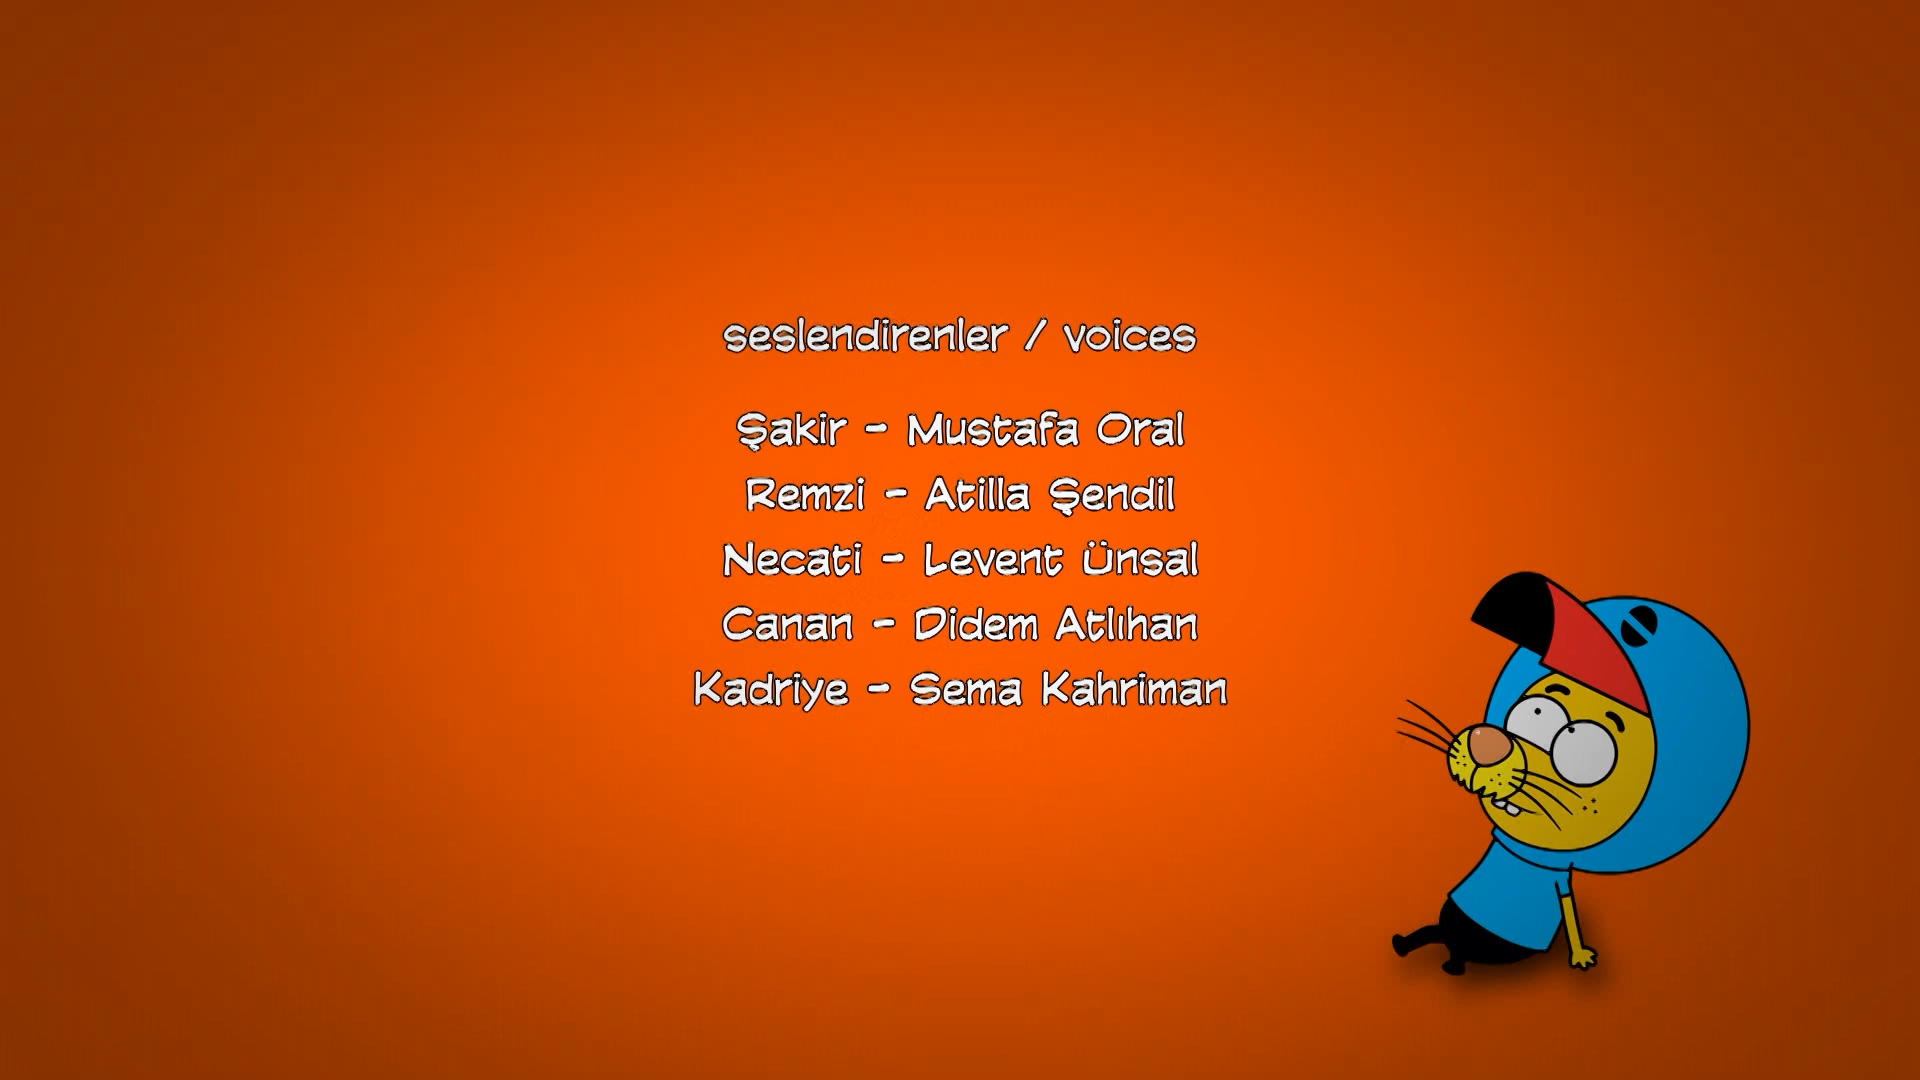 seslendirenler / voices
Şakir - Mustafa Oral
Remzi - Atilla Şendil
Necati - Levent Ünsal
Canan - Didem Atlıhan
Kadriye - Sema Kahriman